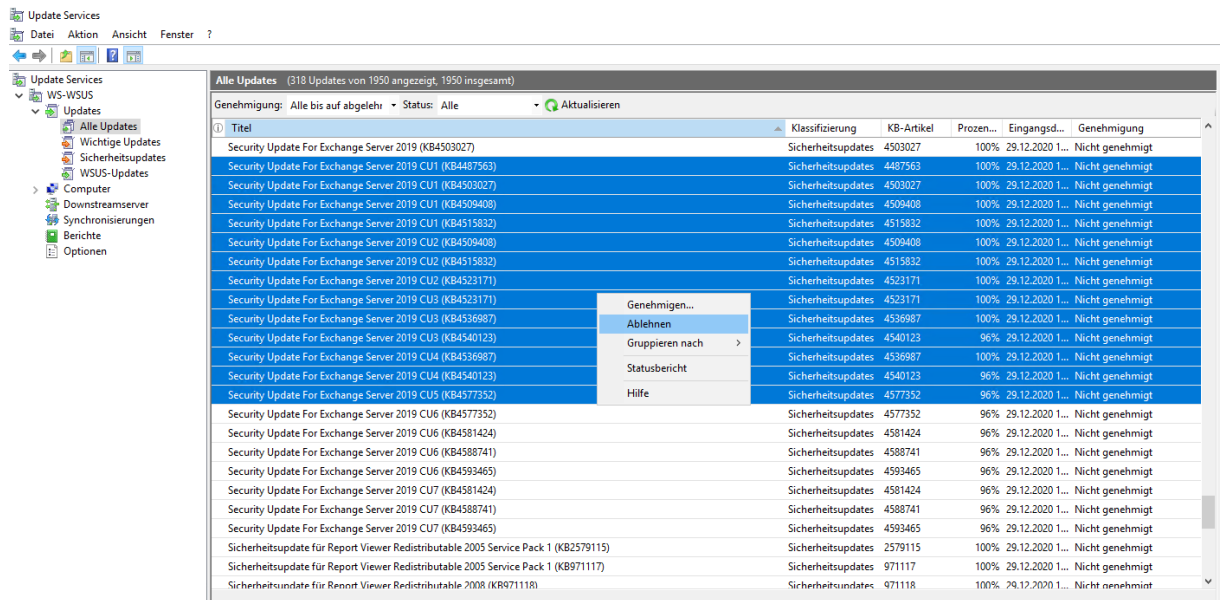 Update Services
Datei Aktion Ansicht Fenster ?
Update Services
WS-WSUS
Updates
Alle Updates
Wichtige Updates
Sicherheitsupdates
WSUS-Updates
Computer
Downstreamserver
Synchronisierungen
Berichte
Optionen
Alle Updates (318 Updates von 1950 angezeigt, 1950 insgesamt)
Genehmigung: Alle bis auf abgelehr Status: Alle Aktualisieren
Titel Klassifizierung KB-Artikel Prozen... Eingangsd... Genehmigung
Security Update For Exchange Server 2019 (KB4503027) Sicherheitsupdates 4503027 100% 29.12.2020 1... Nicht genehmigt
Security Update For Exchange Server 2019 CU1 (KB4487563) Sicherheitsupdates 4487563 100% 29.12.2020 1... Nicht genehmigt
Security Update For Exchange Server 2019 CU1 (KB4503027) Sicherheitsupdates 4503027 100% 29.12.2020 1... Nicht genehmigt
Security Update For Exchange Server 2019 CU1 (KB4509408) Sicherheitsupdates 4509408 100% 29.12.2020 1... Nicht genehmigt
Security Update For Exchange Server 2019 CU1 (KB4515832) Sicherheitsupdates 4515832 100% 29.12.2020 1... Nicht genehmigt
Security Update For Exchange Server 2019 CU2 (KB4509408) Sicherheitsupdates 4509408 100% 29.12.2020 1... Nicht genehmigt
Security Update For Exchange Server 2019 CU2 (KB4515832) Sicherheitsupdates 4515832 100% 29.12.2020 1... Nicht genehmigt
Security Update For Exchange Server 2019 CU2 (KB4523171) Sicherheitsupdates 4523171 100% 29.12.2020 1... Nicht genehmigt
Security Update For Exchange Server 2019 CU3 (KB4523171) Sicherheitsupdates 4523171 100% 29.12.2020 1... Nicht genehmigt
Security Update For Exchange Server 2019 CU3 (KB4536987) Sicherheitsupdates 4536987 100% 29.12.2020 1... Nicht genehmigt
Security Update For Exchange Server 2019 CU3 (KB4540123) Sicherheitsupdates 4540123 96% 29.12.2020 1... Nicht genehmigt
Security Update For Exchange Server 2019 CU4 (KB4536987) Sicherheitsupdates 4536987 100% 29.12.2020 1... Nicht genehmigt
Security Update For Exchange Server 2019 CU4 (KB4540123) Sicherheitsupdates 4540123 96% 29.12.2020 1... Nicht genehmigt
Security Update For Exchange Server 2019 CU5 (KB4577352) Sicherheitsupdates 4577352 96% 29.12.2020 1... Nicht genehmigt
Security Update For Exchange Server 2019 CU6 (KB4577352) Sicherheitsupdates 4577352 96% 29.12.2020 1... Nicht genehmigt
Security Update For Exchange Server 2019 CU6 (KB4581424) Sicherheitsupdates 4581424 96% 29.12.2020 1... Nicht genehmigt
Security Update For Exchange Server 2019 CU6 (KB4588741) Sicherheitsupdates 4588741 96% 29.12.2020 1... Nicht genehmigt
Security Update For Exchange Server 2019 CU6 (KB4593465) Sicherheitsupdates 4593465 96% 29.12.2020 1... Nicht genehmigt
Security Update For Exchange Server 2019 CU7 (KB4581424) Sicherheitsupdates 4581424 96% 29.12.2020 1... Nicht genehmigt
Security Update For Exchange Server 2019 CU7 (KB4588741) Sicherheitsupdates 4588741 96% 29.12.2020 1... Nicht genehmigt
Security Update For Exchange Server 2019 CU7 (KB4593465) Sicherheitsupdates 4593465 96% 29.12.2020 1... Nicht genehmigt
Sicherheitsupdate für Report Viewer Redistributable 2005 Service Pack 1 (KB2579115) Sicherheitsupdates 2579115 100% 29.12.2020 1... Nicht genehmigt
Sicherheitsupdate für Report Viewer Redistributable 2005 Service Pack 1 (KB971117) Sicherheitsupdates 971117 100% 29.12.2020 1... Nicht genehmigt
Sicherheitsupdate für Report Viewer Redistributable 2008 (KB971118) Sicherheitsupdates 971118 100% 29.12.2020 1... Nicht genehmigt
Genehmigen...
Ablehnen
Gruppieren nach
Statusbericht
Hilfe